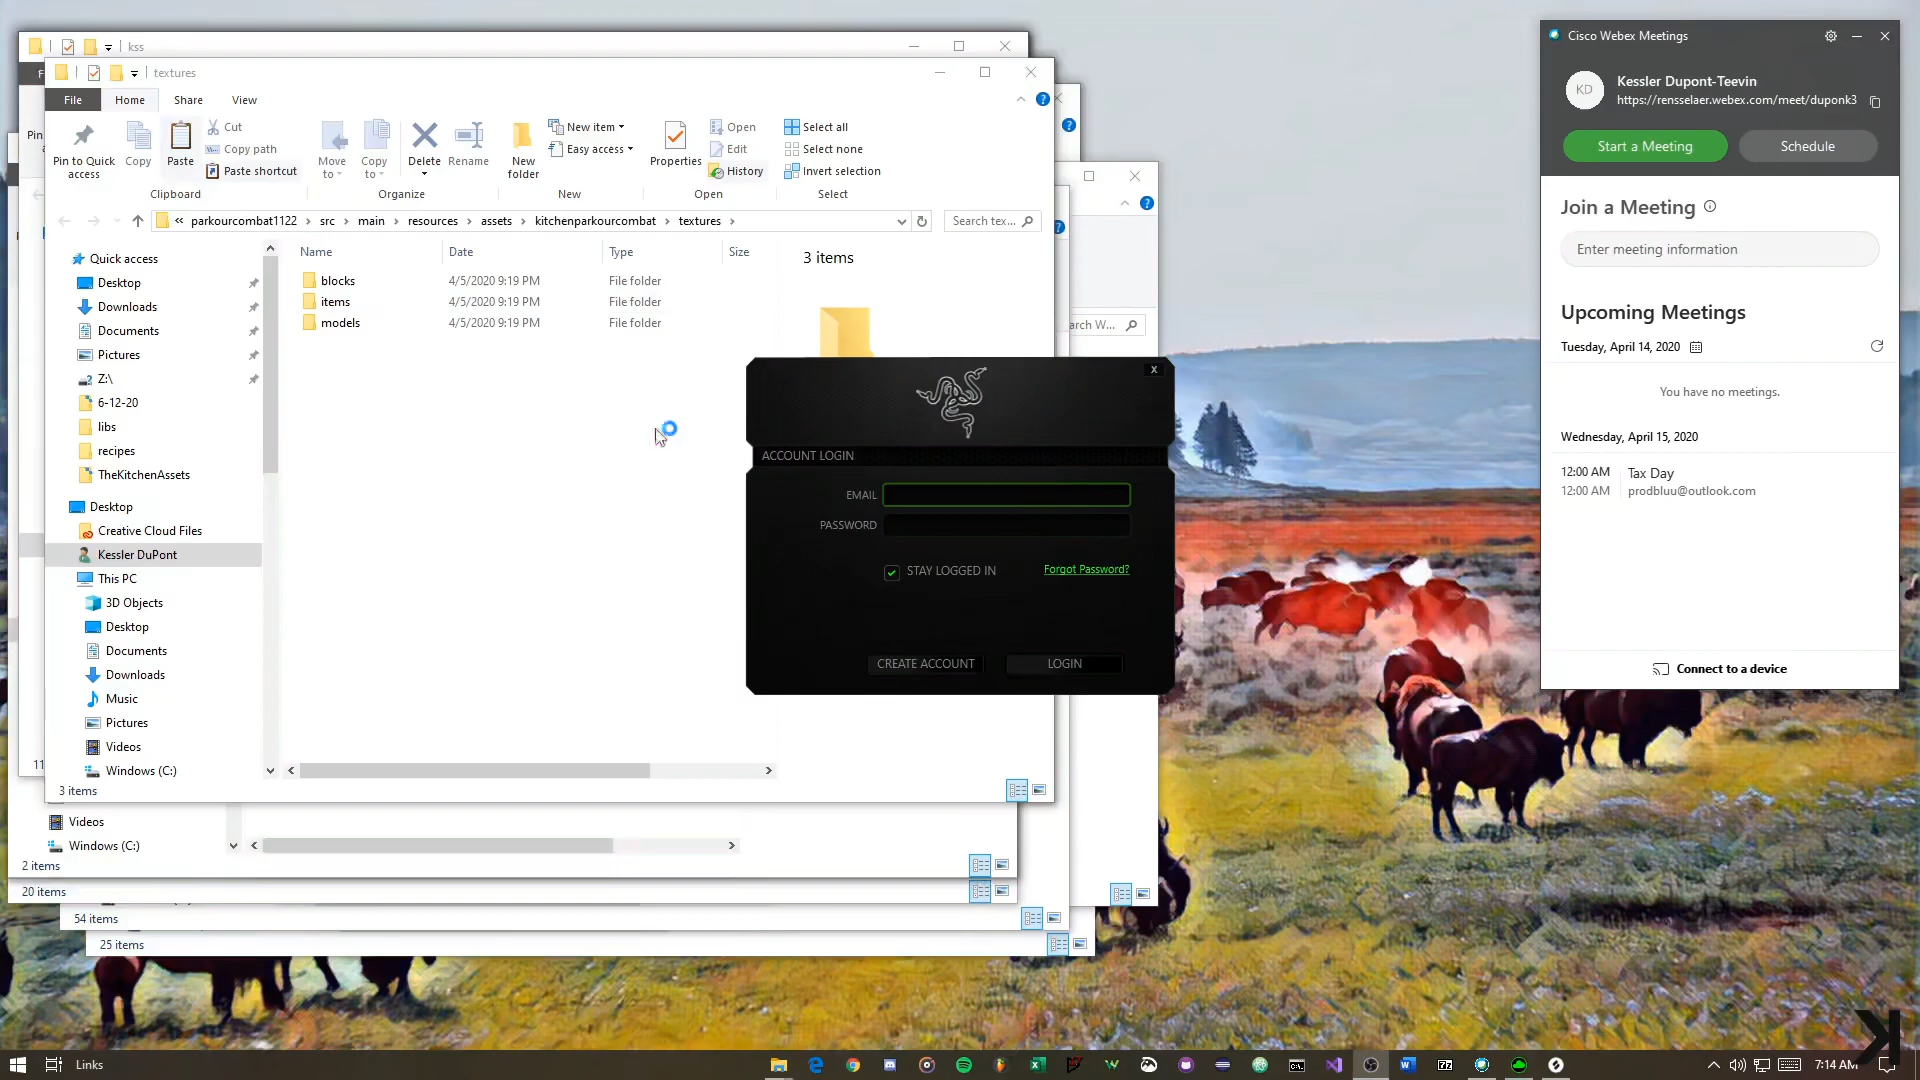 kss
textures
File
Home
Share
View
Pin to Quick access
Copy
Paste
Cut
Copy path
Paste shortcut
Clipboard
Move to
Copy to
Delete
Rename
Organize
New folder
New item
Easy access
New
Properties
Open
Edit
History
Open
Select all
Select none
Invert selection
Select
« parkourcombat1122 > src > main > resources > assets > kitchenparkourcombat > textures >
Search tex...
Name
Date
Type
Size
blocks
4/5/2020 9:19 PM
File folder
items
4/5/2020 9:19 PM
File folder
models
4/5/2020 9:19 PM
File folder
3 items
Quick access
Desktop
Downloads
Documents
Pictures
Z:\
6-12-20
libs
recipes
TheKitchenAssets
Desktop
Creative Cloud Files
Kessler DuPont
This PC
3D Objects
Desktop
Documents
Downloads
Music
Pictures
Videos
Windows (C:)
3 items
Videos
Windows (C:)
2 items
20 items
54 items
25 items
Pin
11
arch W...
X
ACCOUNT LOGIN
EMAIL
PASSWORD
STAY LOGGED IN
Forgot Password?
CREATE ACCOUNT
LOGIN
Cisco Webex Meetings
KD
Kessler Dupont-Teevin
https://rensselaer.webex.com/meet/duponk3
Start a Meeting
Schedule
Join a Meeting
Enter meeting information
Upcoming Meetings
Tuesday, April 14, 2020
You have no meetings.
Wednesday, April 15, 2020
12:00 AM
Tax Day
12:00 AM
prodbluu@outlook.com
Connect to a device
Links
7:14 AM